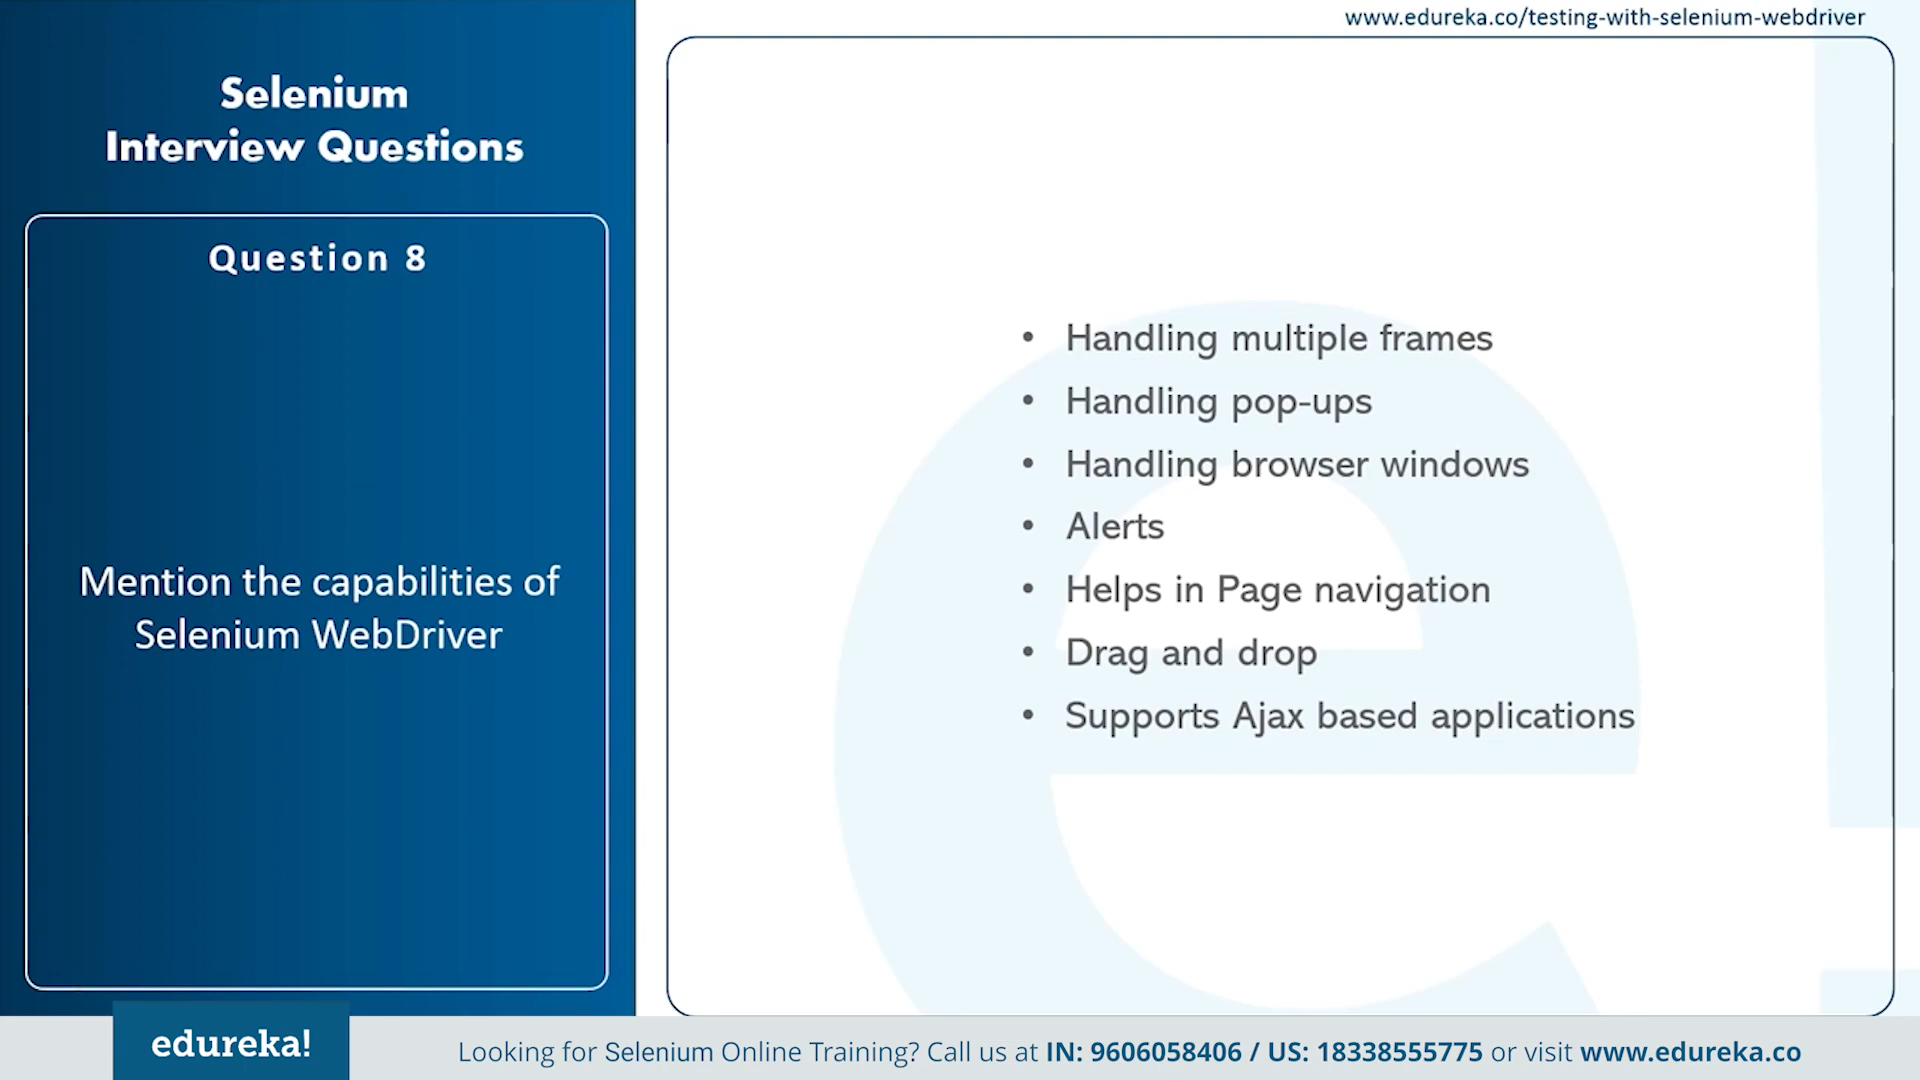 www.edureka.co/testing-with-selenium-webdriver
Selenium
Interview Questions
Question 8
Mention the capabilities of
Selenium WebDriver
• Handling multiple frames
• Handling pop-ups
• Handling browser windows
• Alerts
• Helps in Page navigation
• Drag and drop
• Supports Ajax based applications
edureka!
Looking for Selenium Online Training? Call us at IN: 9606058406 / US: 18338555775 or visit www.edureka.co